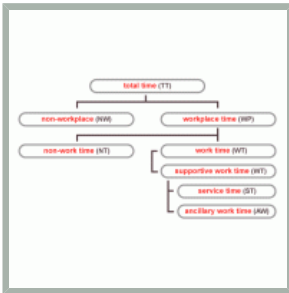 total time (TT)
non-workplace (NW)
workplace time (WP)
non-work time (NT)
work time (WT)
supportive work time (WT)
service time (ST)
ancillary work time (AW)